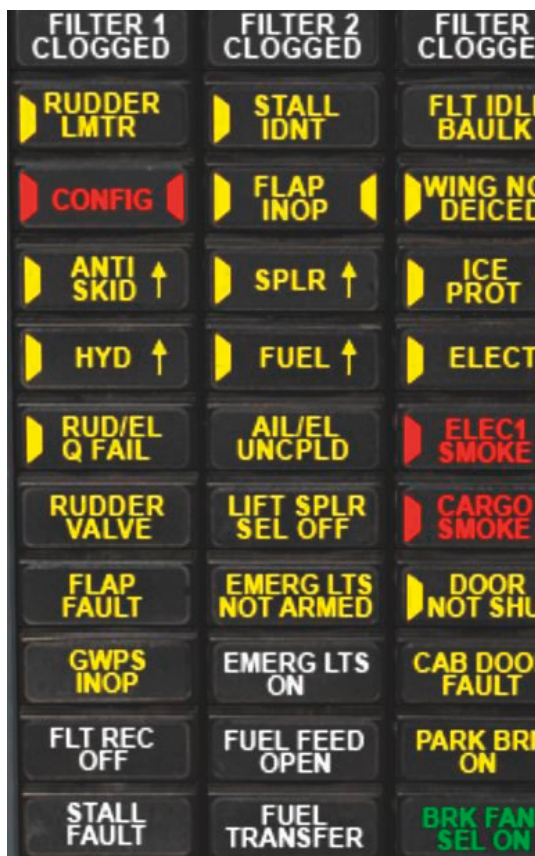 FILTER 1
CLOGGED
FILTER 2
CLOGGED
FILTER
CLOGGE
RUDDER
LMTR
STALL
IDNT
FLT IDL
BAULK
CONFIG
FLAP
INOP
WING NO
DEICED
ANTI
SKID ↑
SPLR ↑
ICE
PROT
HYD ↑
FUEL ↑
ELECT
RUD/EL
Q FAIL
AIL/EL
UNCPLD
ELEC1
SMOKE
RUDDER
VALVE
LIFT SPLR
SEL OFF
CARGO
SMOKE
FLAP
FAULT
EMERG LTS
NOT ARMED
DOOR
NOT SHU
GWPS
INOP
EMERG LTS
ON
CAB DOO
FAULT
FLT REC
OFF
FUEL FEED
OPEN
PARK BR
ON
STALL
FAULT
FUEL
TRANSFER
BRK FAN
SEL ON